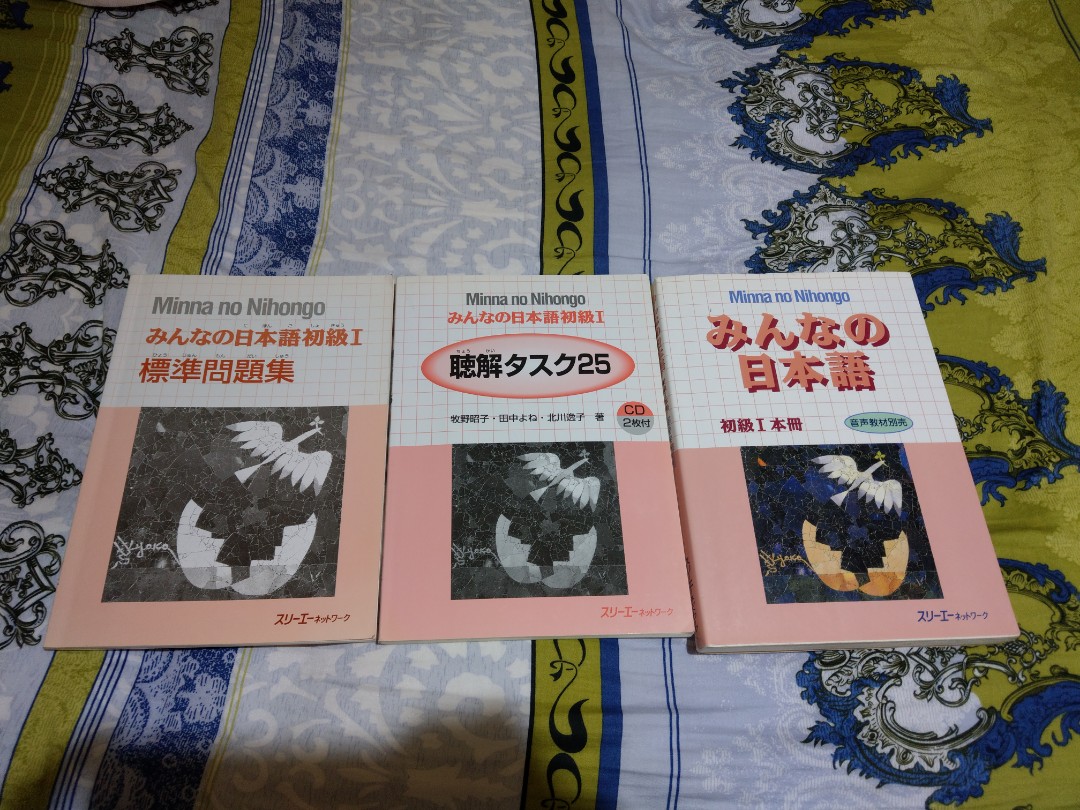 Minna no Nihongo
みんなの日本語初級I
標準問題集
スリーエーネットワーク
Minna no Nihongo
みんなの日本語初級I
ちょう かい
聴解タスク25
牧野昭子・田中よね・北川逸子 著
CD
2枚付
スリーエーネットワーク
Minna no Nihongo
みんなの
日本語
初級I本冊
音声教材別売
スリーエーネットワーク